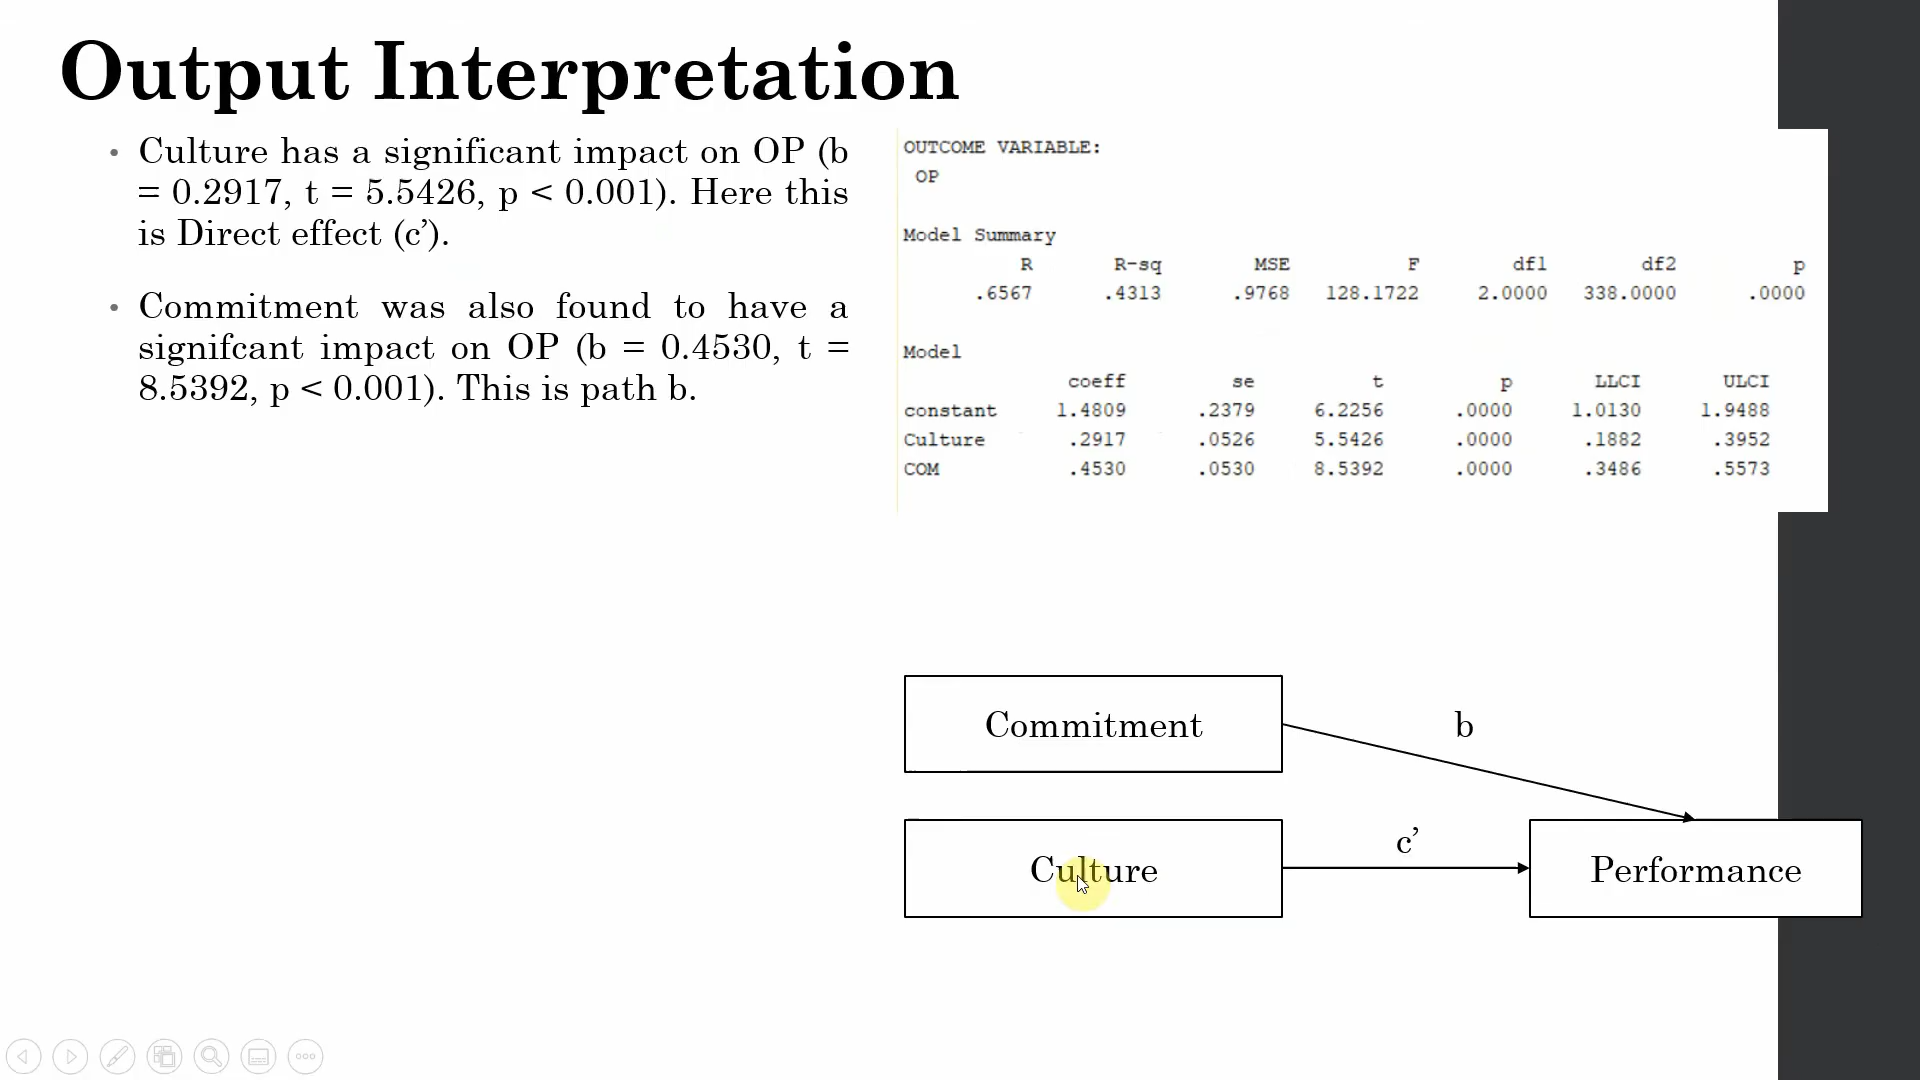 Output Interpretation
• Culture has a significant impact on OP (b
= 0.2917, t = 5.5426, p < 0.001). Here this
is Direct effect (c’).
• Commitment was also found to have a
signifcant impact on OP (b = 0.4530, t =
8.5392, p < 0.001). This is path b.
OUTCOME VARIABLE:
OP
Model Summary
R R-sq MSE F df1 df2 p
.6567 .4313 .9768 128.1722 2.0000 338.0000 .0000
Model
coeff se t p LLCI ULCI
constant 1.4809 .2379 6.2256 .0000 1.0130 1.9488
Culture .2917 .0526 5.5426 .0000 .1882 .3952
COM .4530 .0530 8.5392 .0000 .3486 .5573
Commitment
b
c’
Culture
Performance